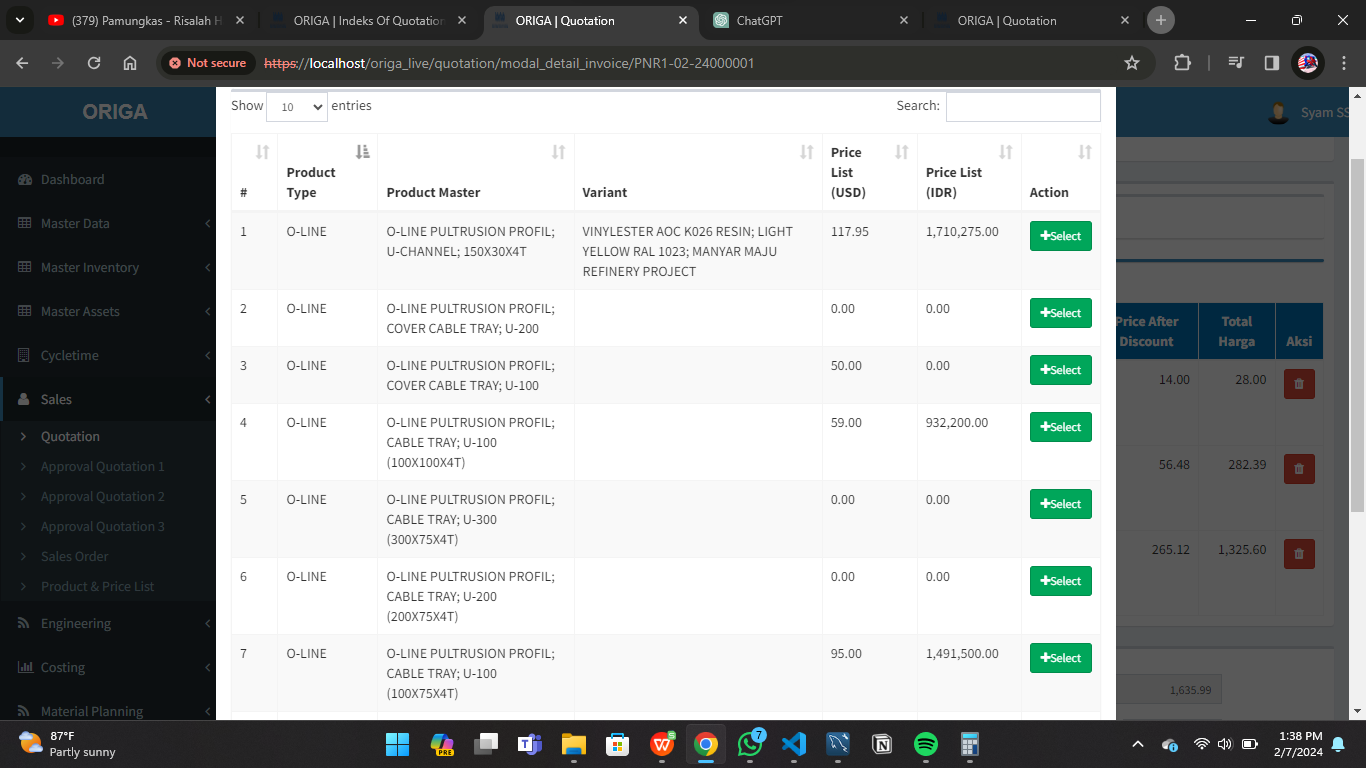 (379) Pamungkas - Risalah H
ORIGA | Indeks Of Quotation
ORIGA | Quotation
ChatGPT
ORIGA | Quotation
Not secure
https://localhost/origa_live/quotation/modal_detail_invoice/PNR1-02-24000001
ORIGA
Syam SS
Dashboard
Master Data
Master Inventory
Master Assets
Cycletime
Sales
Quotation
Approval Quotation 1
Approval Quotation 2
Approval Quotation 3
Sales Order
Product & Price List
Engineering
Costing
Material Planning
Show 10 entries
Search:
# Product Type Product Master Variant Price List (USD) Price List (IDR) Action
1 O-LINE O-LINE PULTRUSION PROFIL; VINYLESTER AOC K026 RESIN; LIGHT 117.95 1,710,275.00 Select
U-CHANNEL; 150X30X4T YELLOW RAL 1023; MANYAR MAJU
REFINERY PROJECT
2 O-LINE O-LINE PULTRUSION PROFIL; 0.00 0.00 Select
COVER CABLE TRAY; U-200
3 O-LINE O-LINE PULTRUSION PROFIL; 50.00 0.00 Select
COVER CABLE TRAY; U-100
4 O-LINE O-LINE PULTRUSION PROFIL; 59.00 932,200.00 Select
CABLE TRAY; U-100
(100X100X4T)
5 O-LINE O-LINE PULTRUSION PROFIL; 0.00 0.00 Select
CABLE TRAY; U-300
(300X75X4T)
6 O-LINE O-LINE PULTRUSION PROFIL; 0.00 0.00 Select
CABLE TRAY; U-200
(200X75X4T)
7 O-LINE O-LINE PULTRUSION PROFIL; 95.00 1,491,500.00 Select
CABLE TRAY; U-100
(100X75X4T)
Price After Total
Discount Harga Aksi
14.00 28.00
56.48 282.39
265.12 1,325.60
1,635.99
87°F
Partly sunny
PRE
7
1:38 PM
2/7/2024